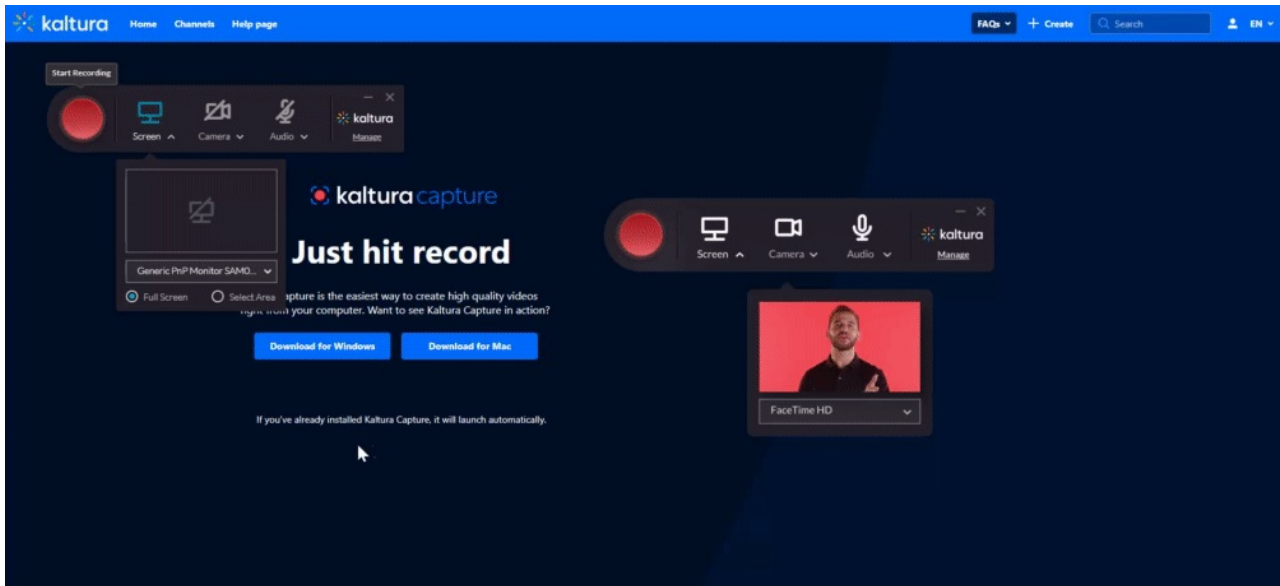 kaltura Home Channels Help page FAQs + Create Search EN
Start Recording
Screen Camera Audio kaltura
Manage
Generic PnP Monitor SAM0...
Full Screen Select Area
kaltura capture
Just hit record
apture is the easiest way to create high quality videos
from your computer. Want to see Kaltura Capture in action?
Download for Windows Download for Mac
If you've already installed Kaltura Capture, it will launch automatically.
Screen Camera Audio kaltura
Manage
FaceTime HD